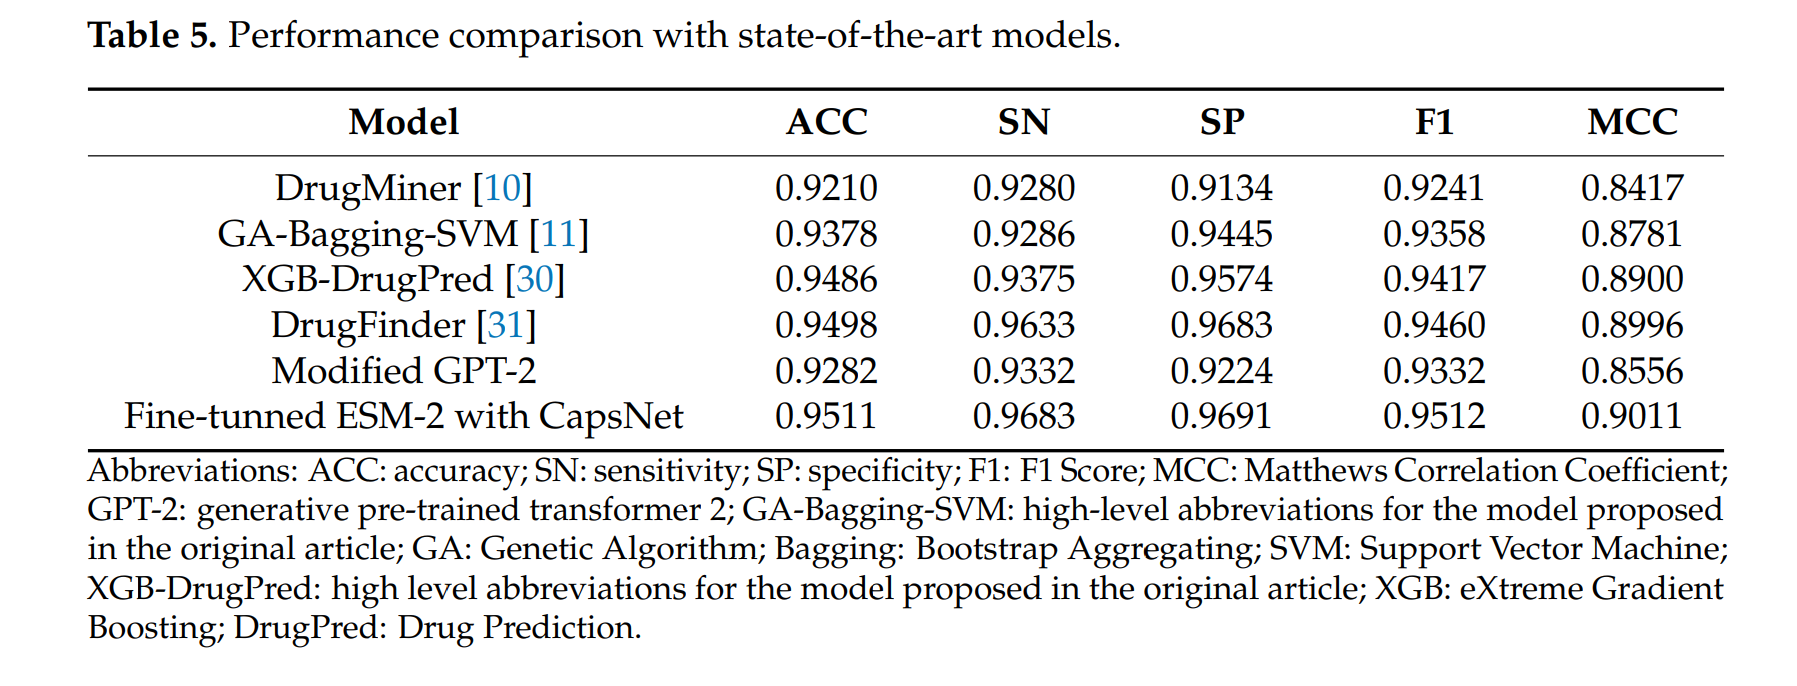 Table 5. Performance comparison with state-of-the-art models.
Model ACC SN SP F1 MCC
DrugMiner [10] 0.9210 0.9280 0.9134 0.9241 0.8417
GA-Bagging-SVM [11] 0.9378 0.9286 0.9445 0.9358 0.8781
XGB-DrugPred [30] 0.9486 0.9375 0.9574 0.9417 0.8900
DrugFinder [31] 0.9498 0.9633 0.9683 0.9460 0.8996
Modified GPT-2 0.9282 0.9332 0.9224 0.9332 0.8556
Fine-tunned ESM-2 with CapsNet 0.9511 0.9683 0.9691 0.9512 0.9011
Abbreviations: ACC: accuracy; SN: sensitivity; SP: specificity; F1: F1 Score; MCC: Matthews Correlation Coefficient;
GPT-2: generative pre-trained transformer 2; GA-Bagging-SVM: high-level abbreviations for the model proposed
in the original article; GA: Genetic Algorithm; Bagging: Bootstrap Aggregating; SVM: Support Vector Machine;
XGB-DrugPred: high level abbreviations for the model proposed in the original article; XGB: eXtreme Gradient
Boosting; DrugPred: Drug Prediction.